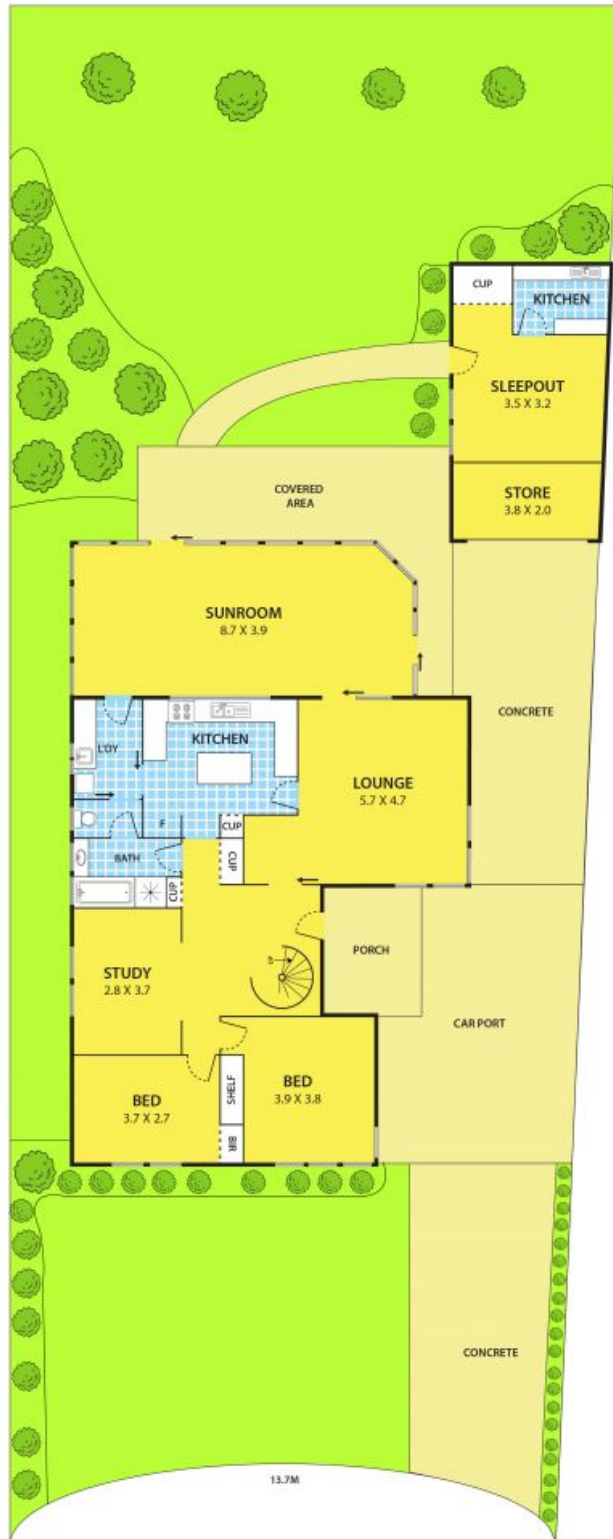 CUP
KITCHEN
SLEEPOUT
3.5 X 3.2
STORE
3.8 X 2.0
COVERED
AREA
SUNROOM
8.7 X 3.9
CONCRETE
L'DY
KITCHEN
LOUNGE
5.7 X 4.7
F
CUP
BATH
CUP
CUP
PORCH
STUDY
2.8 X 3.7
CAR PORT
BED
3.9 X 3.8
BED
3.7 X 2.7
SHELF
BIR
CONCRETE
13.7M